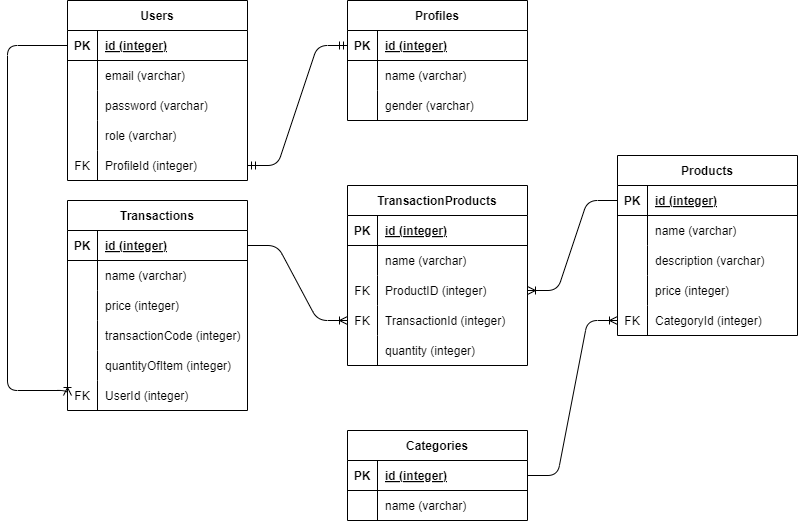 Users
PK id (integer)
email (varchar)
password (varchar)
role (varchar)
FK ProfileId (integer)
Profiles
PK id (integer)
name (varchar)
gender (varchar)
Transactions
PK id (integer)
name (varchar)
price (integer)
transactionCode (integer)
quantityOfItem (integer)
FK UserId (integer)
TransactionProducts
PK id (integer)
name (varchar)
FK ProductID (integer)
FK TransactionId (integer)
quantity (integer)
Products
PK id (integer)
name (varchar)
description (varchar)
price (integer)
FK CategoryId (integer)
Categories
PK id (integer)
name (varchar)